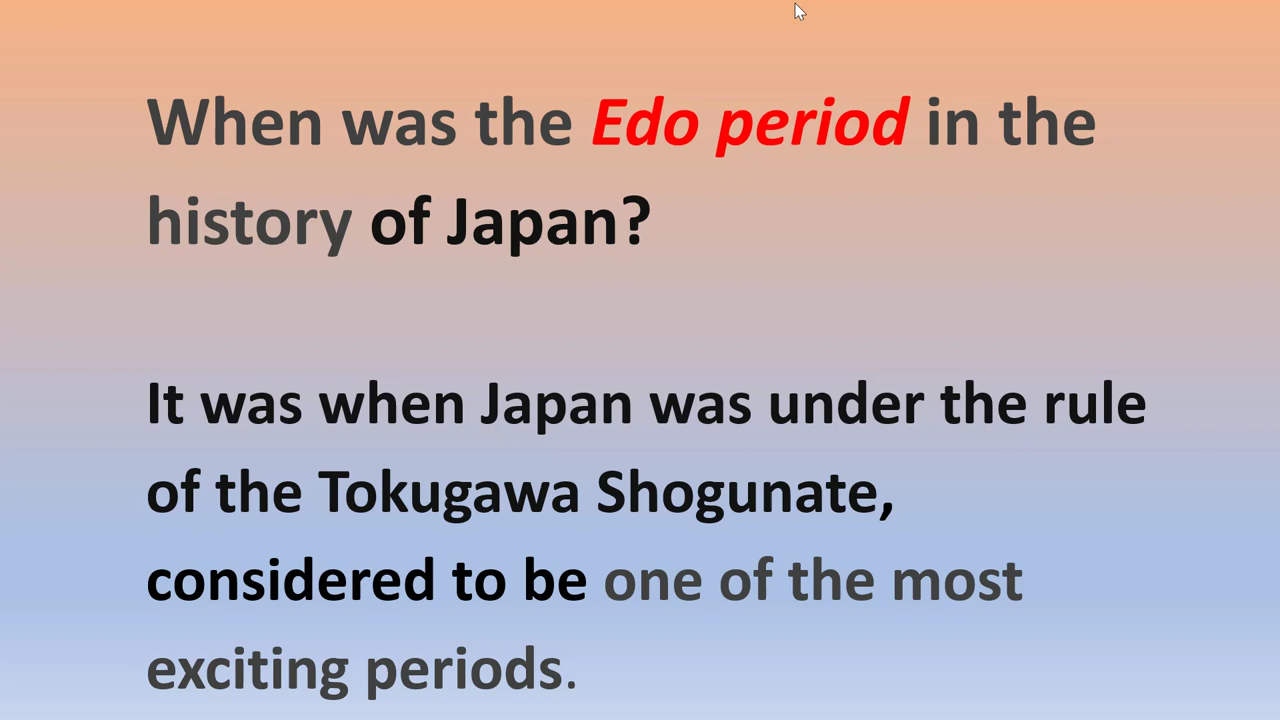 When was the Edo period in the
history of Japan?
It was when Japan was under the rule
of the Tokugawa Shogunate,
considered to be one of the most
exciting periods.